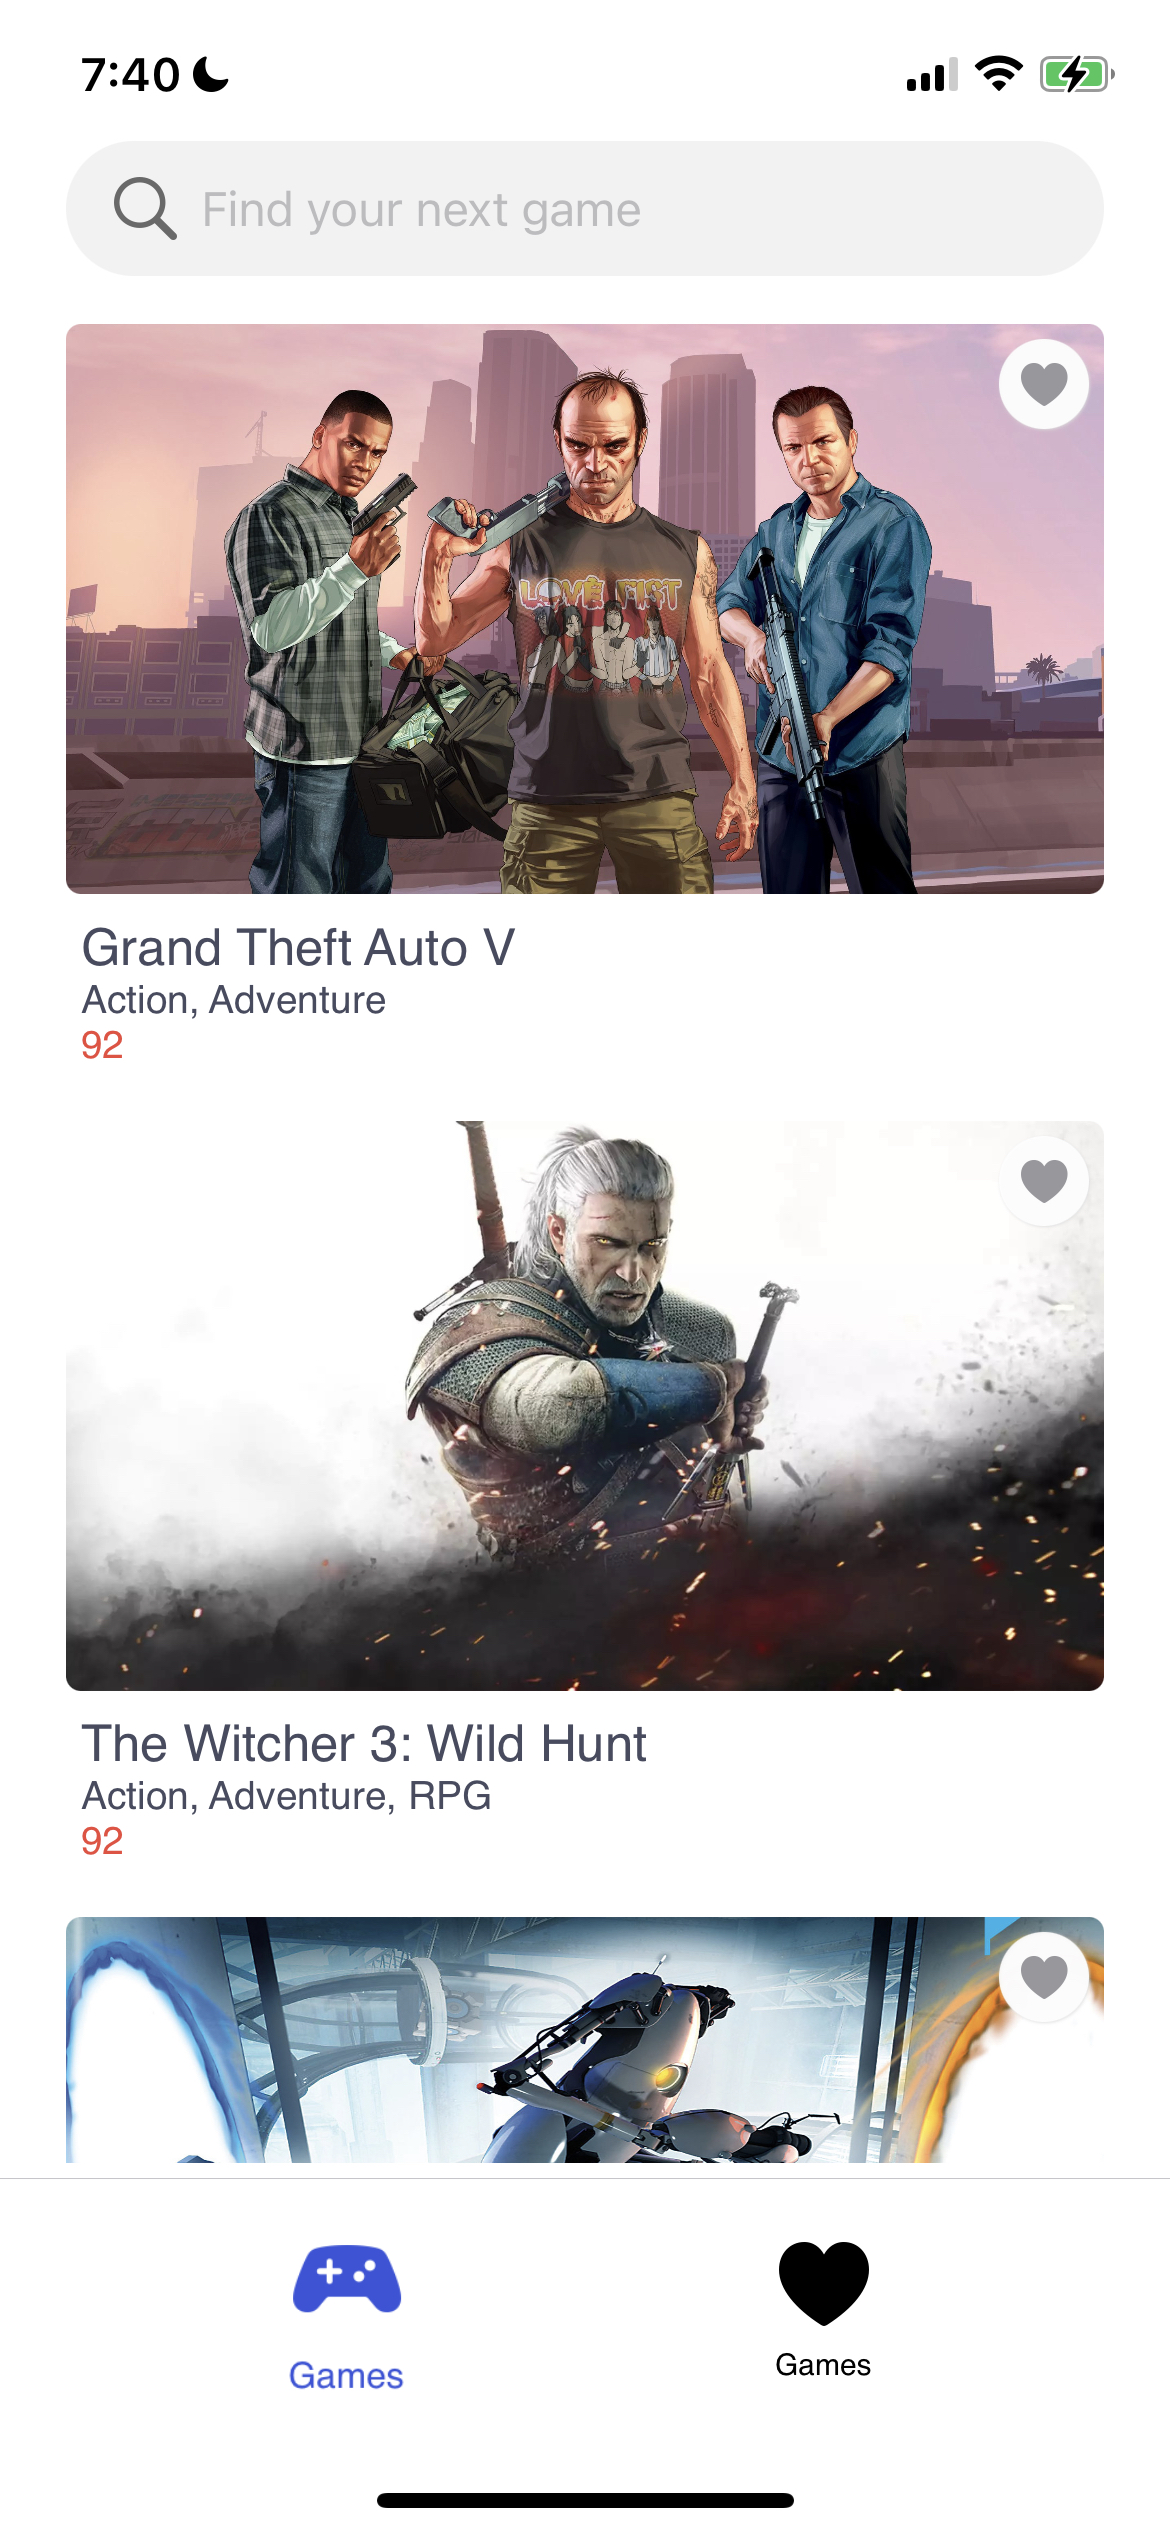 7:40
Find your next game
LOVE FIST
Grand Theft Auto V
Action, Adventure
92
The Witcher 3: Wild Hunt
Action, Adventure, RPG
92
Games
Games